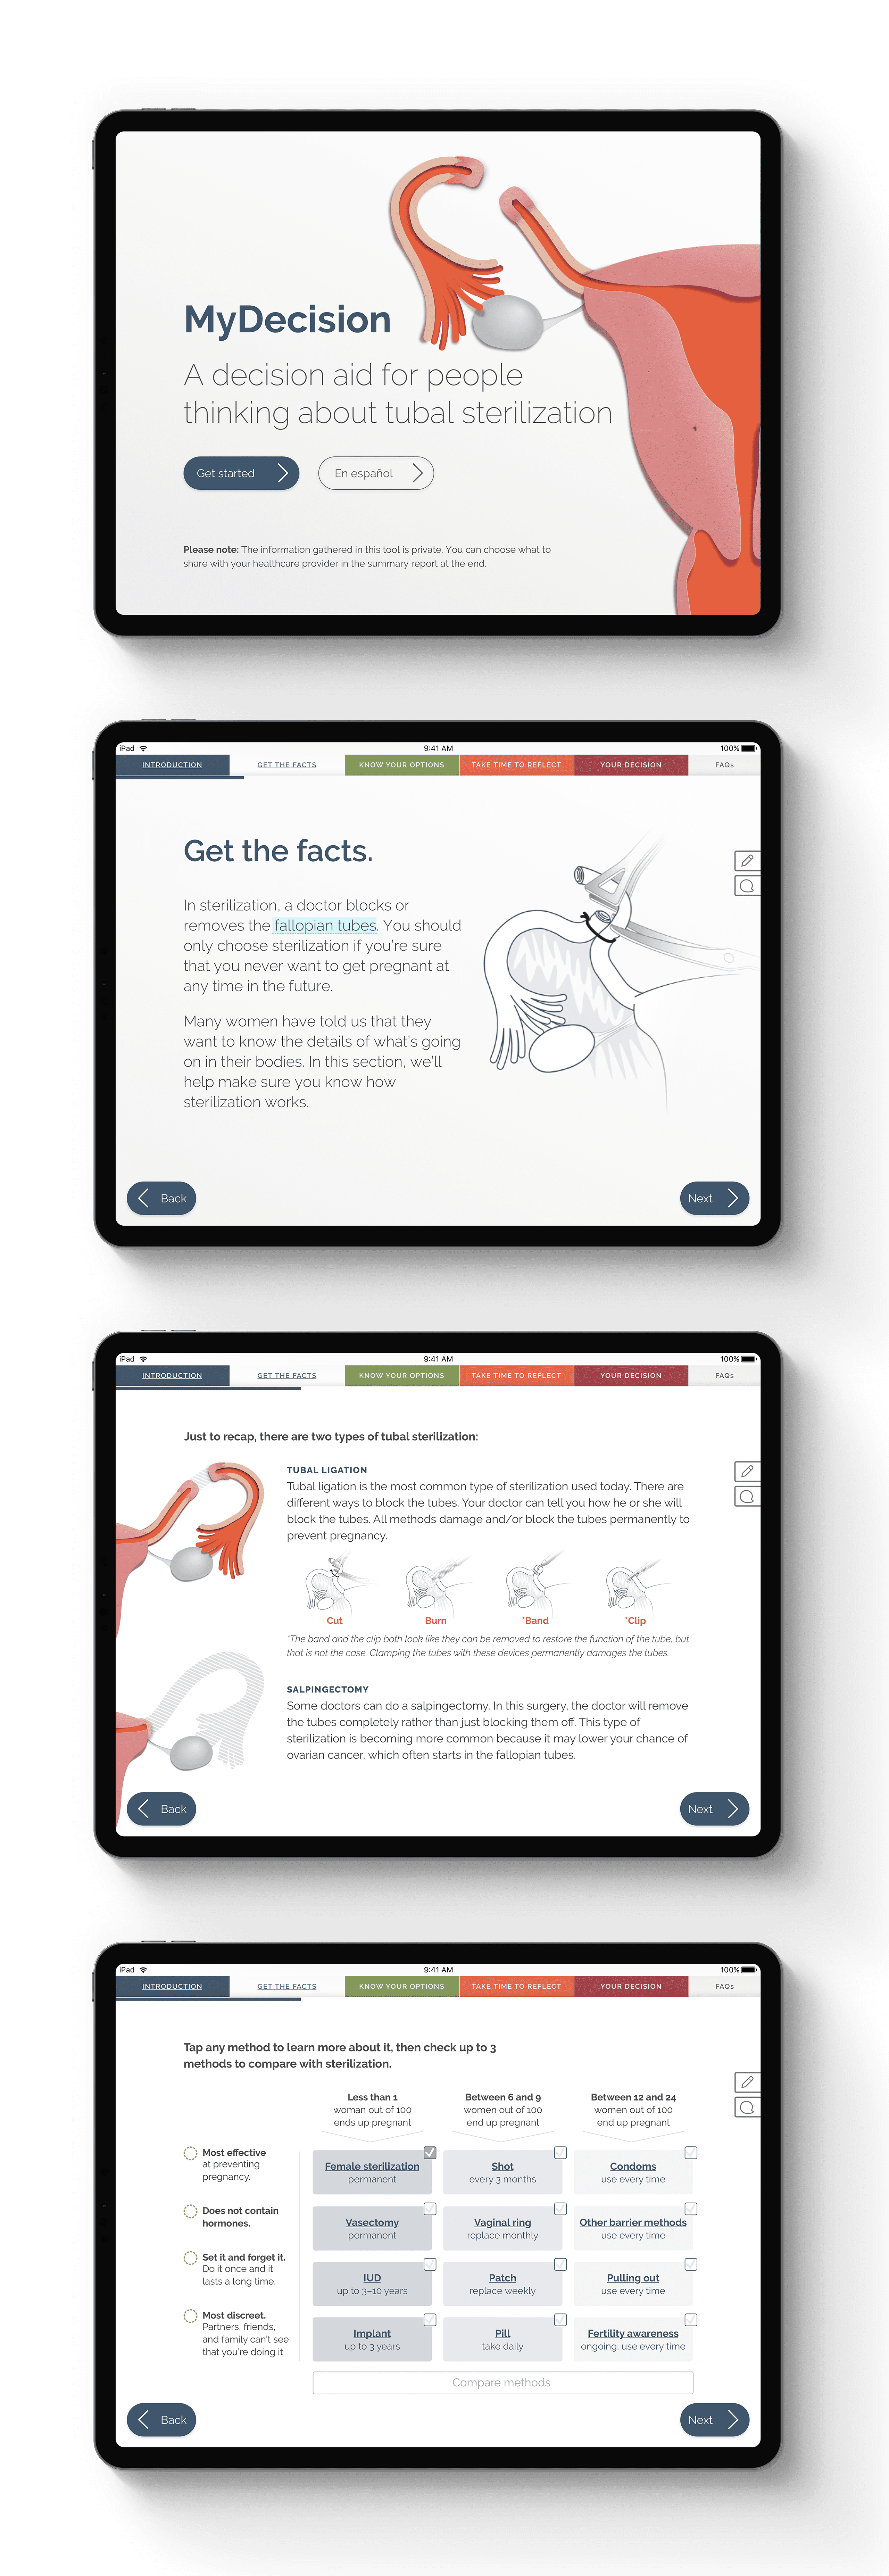 MyDecision
A decision aid for people
thinking about tubal sterilization
Get started
En español
Please note: The information gathered in this tool is private. You can choose what to
share with your healthcare provider in the summary report at the end.
iPad 9:41 AM 100%
INTRODUCTION GET THE FACTS KNOW YOUR OPTIONS TAKE TIME TO REFLECT YOUR DECISION FAQs
Get the facts.
In sterilization, a doctor blocks or
removes the fallopian tubes. You should
only choose sterilization if you're sure
that you never want to get pregnant at
any time in the future.
Many women have told us that they
want to know the details of what's going
on in their bodies. In this section, we'll
help make sure you know how
sterilization works.
Back
Next
iPad 9:41 AM 100%
INTRODUCTION GET THE FACTS KNOW YOUR OPTIONS TAKE TIME TO REFLECT YOUR DECISION FAQs
Just to recap, there are two types of tubal sterilization:
TUBAL LIGATION
Tubal ligation is the most common type of sterilization used today. There are
different ways to block the tubes. Your doctor can tell you how he or she will
block the tubes. All methods damage and/or block the tubes permanently to
prevent pregnancy.
Cut Burn *Band *Clip
*The band and the clip both look like they can be removed to restore the function of the tube, but
that is not the case. Clamping the tubes with these devices permanently damages the tubes.
SALPINGECTOMY
Some doctors can do a salpingectomy. In this surgery, the doctor will remove
the tubes completely rather than just blocking them off. This type of
sterilization is becoming more common because it may lower your chance of
ovarian cancer, which often starts in the fallopian tubes.
Back
Next
iPad 9:41 AM 100%
INTRODUCTION GET THE FACTS KNOW YOUR OPTIONS TAKE TIME TO REFLECT YOUR DECISION FAQs
Tap any method to learn more about it, then check up to 3
methods to compare with sterilization.
Less than 1
woman out of 100
ends up pregnant
Between 6 and 9
women out of 100
end up pregnant
Between 12 and 24
women out of 100
end up pregnant
Most effective
at preventing
pregnancy.
Does not contain
hormones.
Set it and forget it.
Do it once and it
lasts a long time.
Most discreet.
Partners, friends,
and family can't see
that you're doing it
Female sterilization
permanent
Shot
every 3 months
Condoms
use every time
Vasectomy
permanent
Vaginal ring
replace monthly
Other barrier methods
use every time
IUD
up to 3-10 years
Patch
replace weekly
Pulling out
use every time
Implant
up to 3 years
Pill
take daily
Fertility awareness
ongoing, use every time
Compare methods
Back
Next